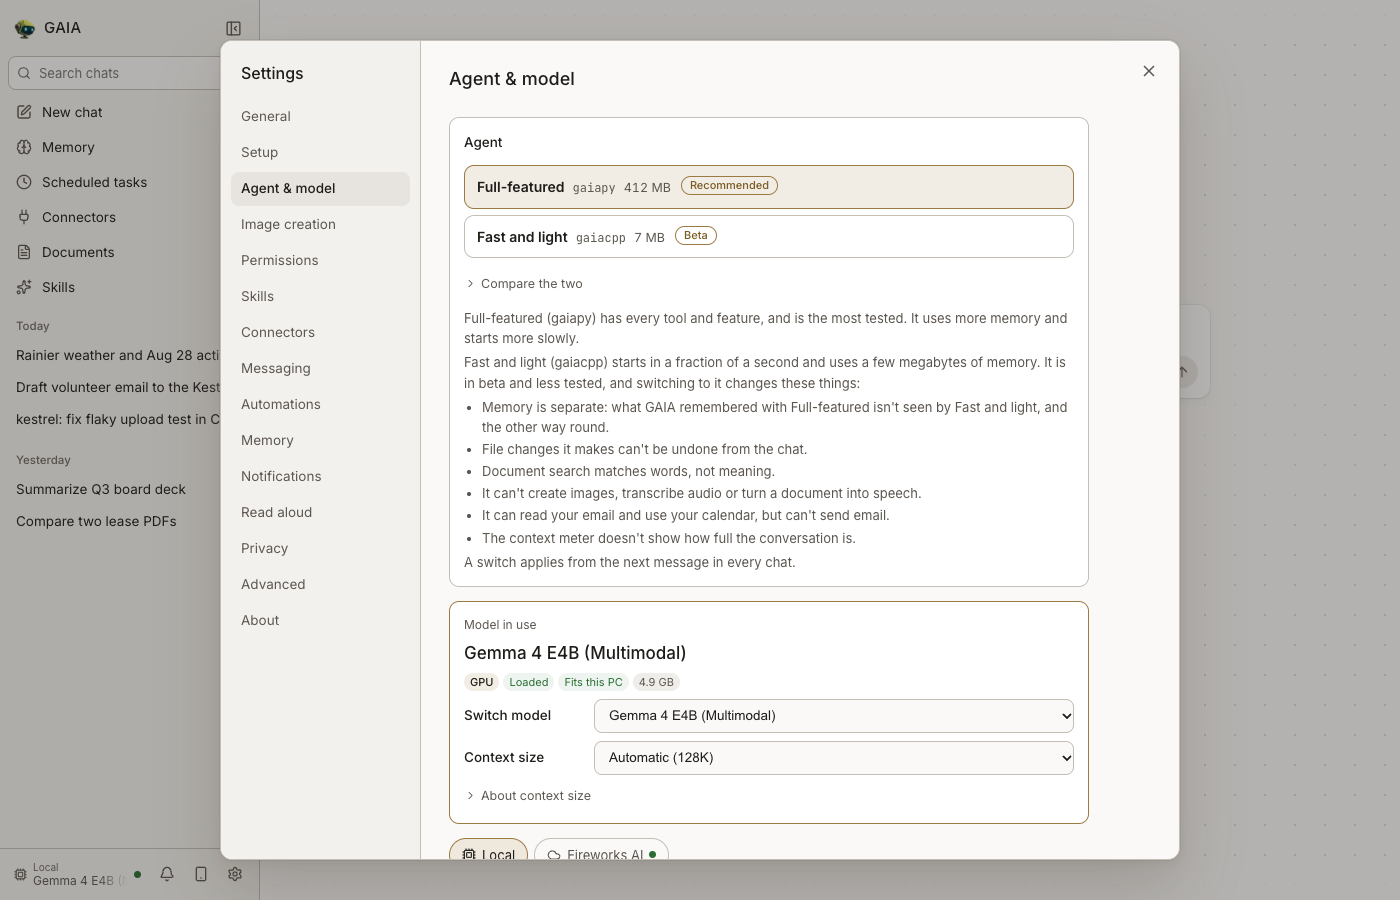 GAIA
Search chats
New chat
Memory
Scheduled tasks
Connectors
Documents
Skills
Today
Rainier weather and Aug 28 acti
Draft volunteer email to the Kest
kestrel: fix flaky upload test in C
Yesterday
Summarize Q3 board deck
Compare two lease PDFs
Local
Gemma 4 E4B (
Settings
General
Setup
Agent & model
Image creation
Permissions
Skills
Connectors
Messaging
Automations
Memory
Notifications
Read aloud
Privacy
Advanced
About
Agent & model
Agent
Full-featured gaiapy 412 MB Recommended
Fast and light gaiacpp 7 MB Beta
Compare the two
Full-featured (gaiapy) has every tool and feature, and is the most tested. It uses more memory and
starts more slowly.
Fast and light (gaiacpp) starts in a fraction of a second and uses a few megabytes of memory. It is
in beta and less tested, and switching to it changes these things:
• Memory is separate: what GAIA remembered with Full-featured isn't seen by Fast and light, and
the other way round.
• File changes it makes can't be undone from the chat.
• Document search matches words, not meaning.
• It can't create images, transcribe audio or turn a document into speech.
• It can read your email and use your calendar, but can't send email.
• The context meter doesn't show how full the conversation is.
A switch applies from the next message in every chat.
Model in use
Gemma 4 E4B (Multimodal)
GPU Loaded Fits this PC 4.9 GB
Switch model Gemma 4 E4B (Multimodal)
Context size Automatic (128K)
About context size
Local Fireworks AI